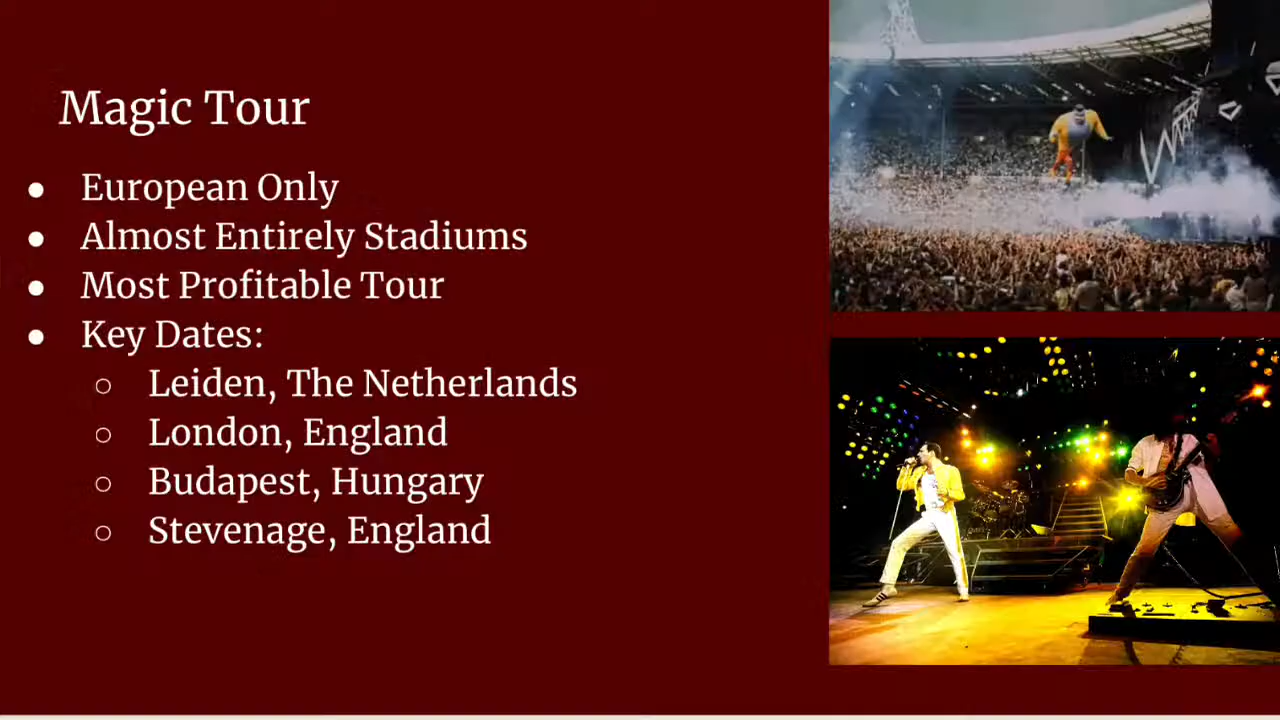 Magic Tour
● European Only
● Almost Entirely Stadiums
● Most Profitable Tour
● Key Dates:
○ Leiden, The Netherlands
○ London, England
○ Budapest, Hungary
○ Stevenage, England